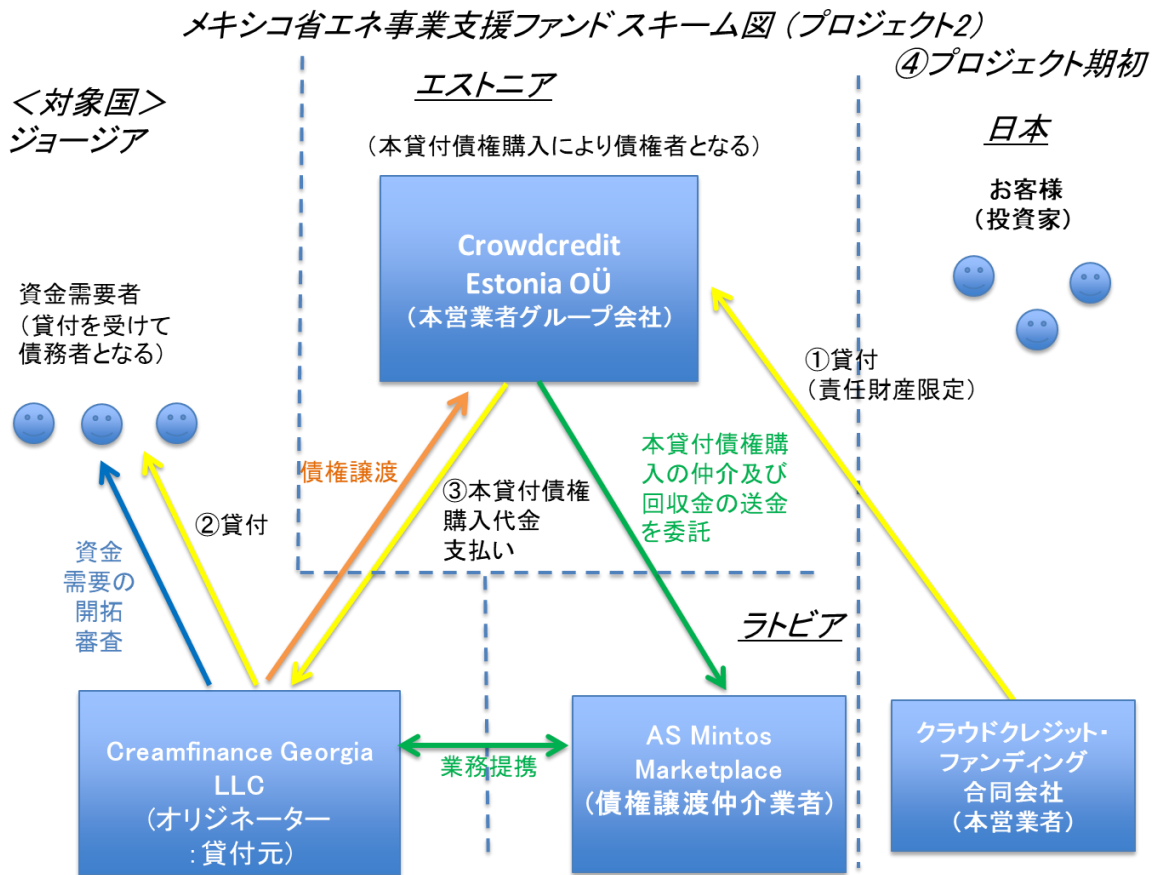 メキシコ省エネ事業支援ファンド スキーム図 (プロジェクト2)
④プロジェクト期初
<対象国>
ジョージア
エストニア
(本貸付債権購入により債権者となる)
日本
お客様
(投資家)
Crowdcredit
Estonia OÜ
(本営業者グループ会社)
資金需要者
(貸付を受けて
債務者となる)
①貸付
(責任財産限定)
債権譲渡
③本貸付債権
購入代金
支払い
本貸付債権購
入の仲介及び
回収金の送金
を委託
②貸付
資金
需要の
開拓
審査
ラトビア
Creamfinance Georgia
LLC
(オリジネーター
:貸付元)
業務提携
AS Mintos
Marketplace
(債権譲渡仲介業者)
クラウドクレジット・
ファンディング
合同会社
(本営業者)